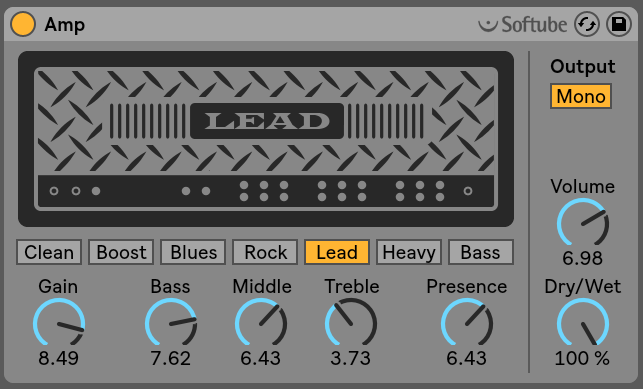 Amp
Softube
LEAD
Output
Mono
Volume
6.98
Clean Boost Blues Rock Lead Heavy Bass
Gain Bass Middle Treble Presence Dry/Wet
8.49 7.62 6.43 3.73 6.43 100 %